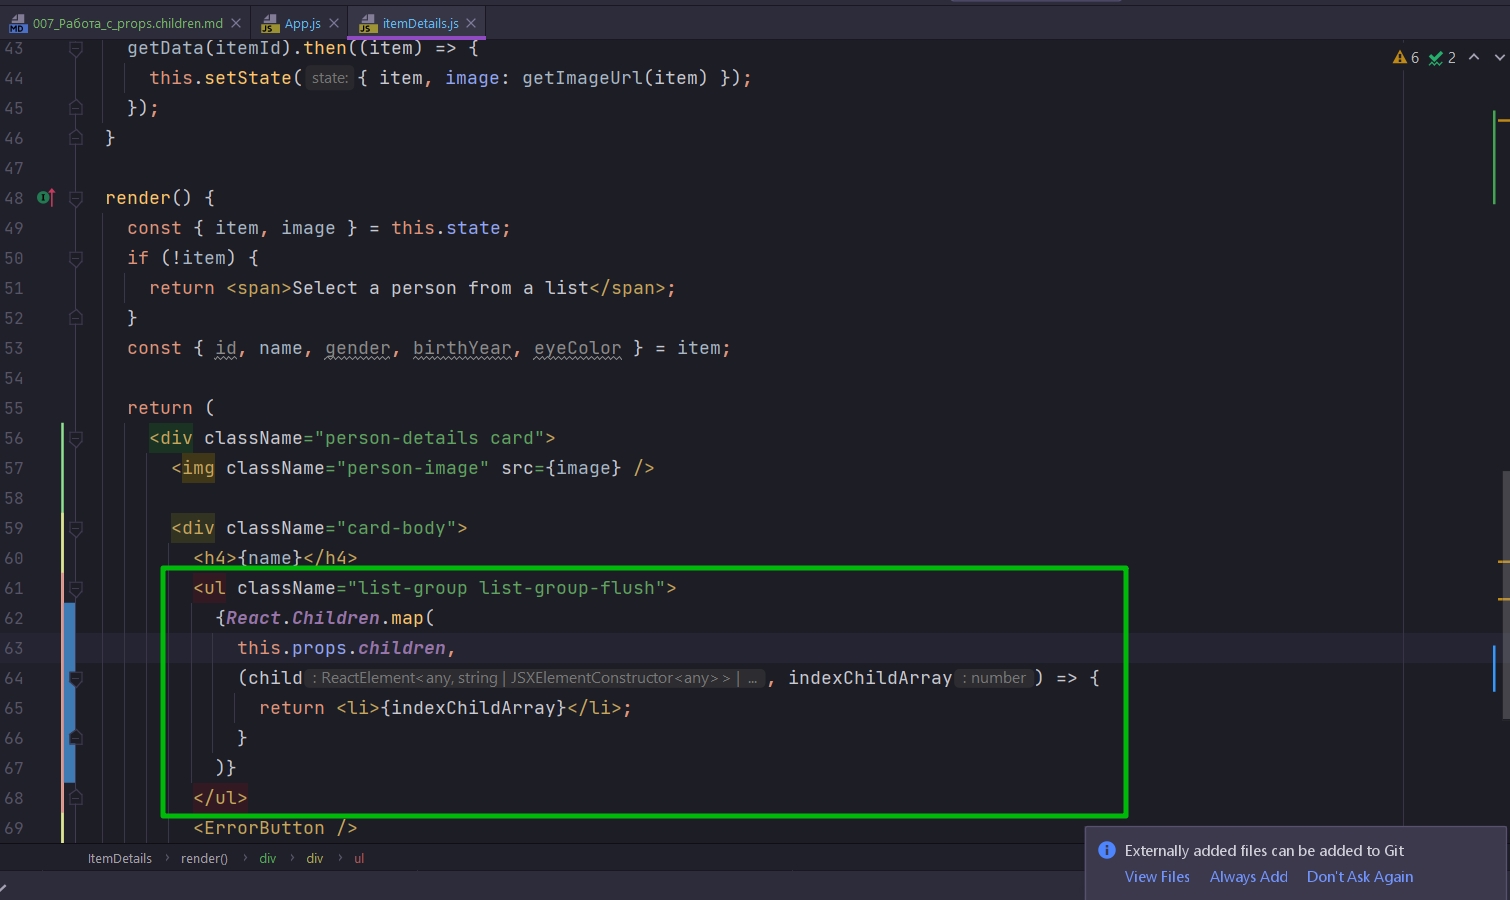 007_Работа_с_props.children.md App.js itemDetails.js
43 getData(itemId).then((item) => {
6 2
44 this.setState( state: { item, image: getImageUrl(item) });
45 });
46 }
47
48 render() {
49 const { item, image } = this.state;
50 if (!item) {
51 return <span>Select a person from a list</span>;
52 }
53 const { id, name, gender, birthYear, eyeColor } = item;
54
55 return (
56 <div className="person-details card">
57 <img className="person-image" src={image} />
58
59 <div className="card-body">
60 <h4>{name}</h4>
61 <ul className="list-group list-group-flush">
62 {React.Children.map(
63 this.props.children,
64 (child : ReactElement<any, string | JSXElementConstructor<any>> | ... , indexChildArray : number ) => {
65 return <li>{indexChildArray}</li>;
66 }
67 )}
68 </ul>
69 <ErrorButton />
ItemDetails › render() › div › div › ul
Externally added files can be added to Git
View Files Always Add Don't Ask Again